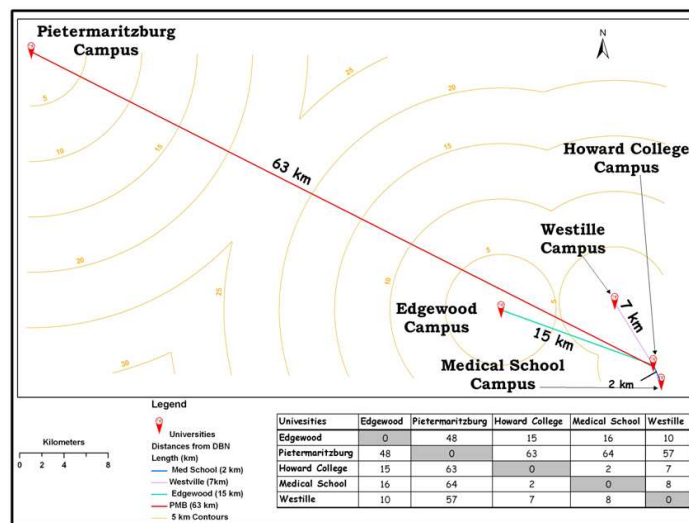 Pietermaritzburg
Campus
N
63 km
Howard College
Campus
Westille
Campus
Edgewood
Campus
7 km
15 km
Medical School
Campus
2 km
5
10
15
20
25
30
25
20
15
10
5
5
Kilometers
0 2 4 8
Legend
Universities
Distances from DBN
Length (km)
Med School (2 km)
Westville (7km)
Edgewood (15 km)
PMB (63 km)
5 km Contours
Univesities Edgewood Pietermaritzburg Howard College Medical School Westille
Edgewood 0 48 15 16 10
Pietermaritzburg 48 0 63 64 57
Howard College 15 63 0 2 7
Medical School 16 64 2 0 8
Westille 10 57 7 8 0